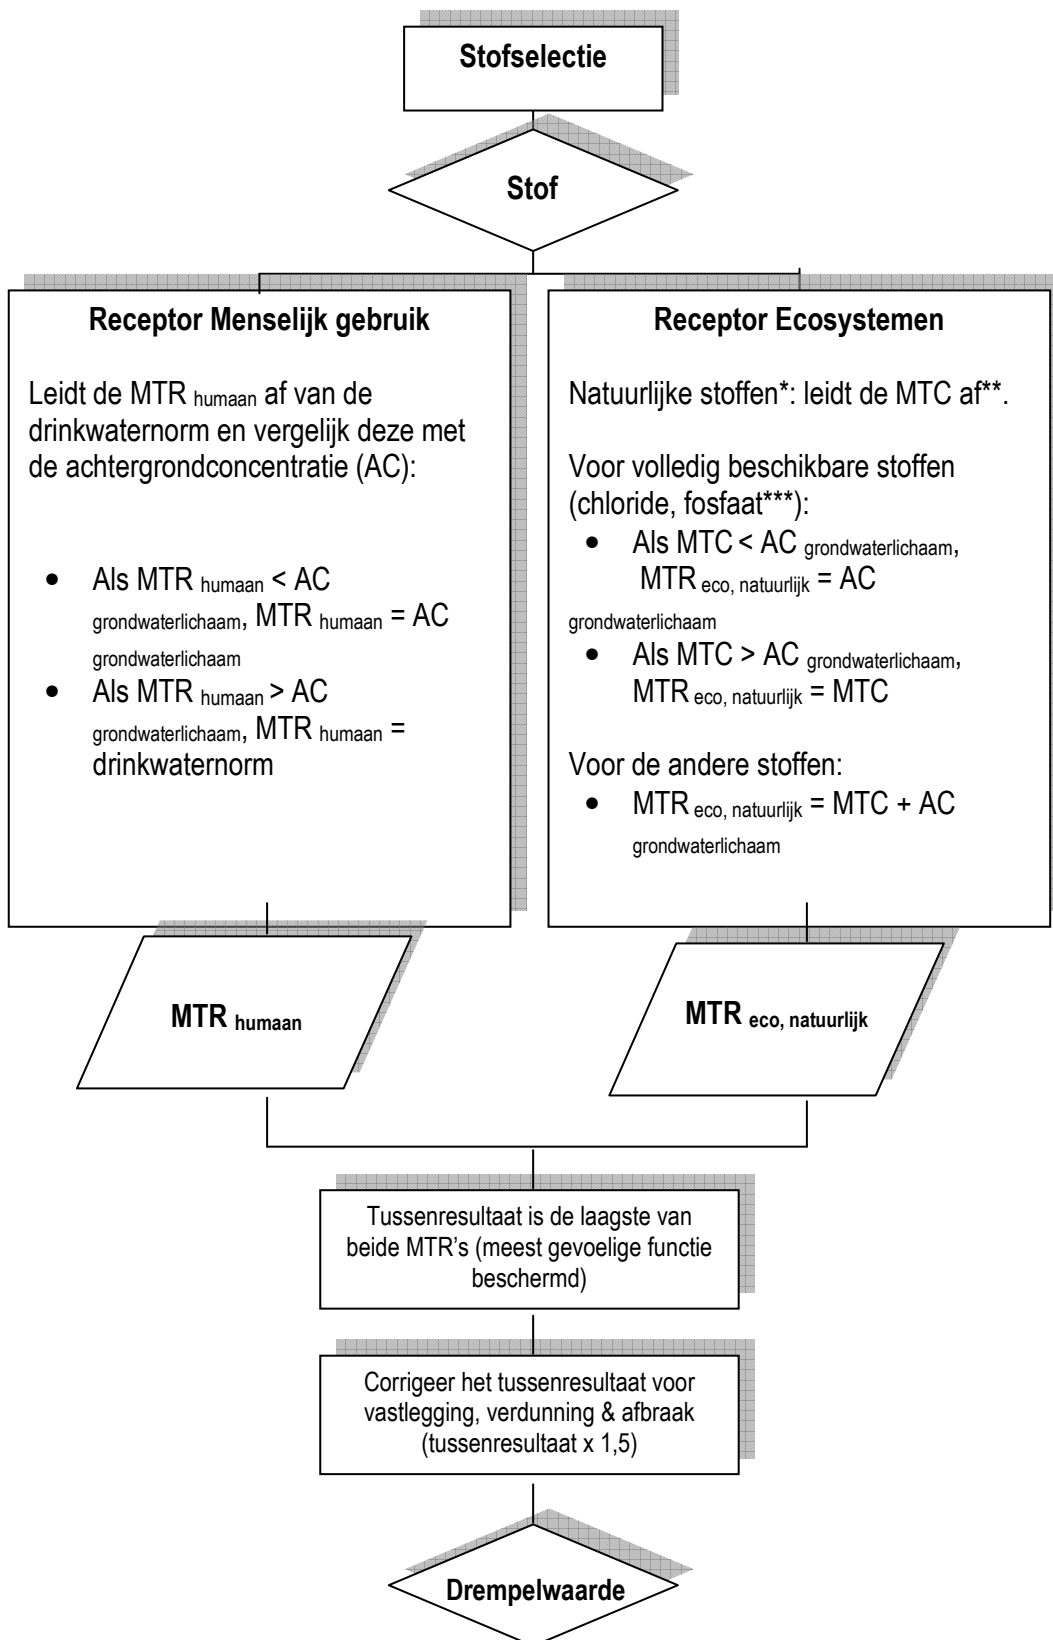 Stofselectie
Stof
Receptor Menselijk gebruik
Leidt de MTR humaan af van de
drinkwaternorm en vergelijk deze met
de achtergrondconcentratie (AC):
• Als MTR humaan < AC
grondwaterlichaam, MTR humaan = AC
grondwaterlichaam
• Als MTR humaan > AC
grondwaterlichaam, MTR humaan =
drinkwaternorm
Receptor Ecosystemen
Natuurlijke stoffen*: leidt de MTC af**.
Voor volledig beschikbare stoffen
(chloride, fosfaat***):
• Als MTC < AC grondwaterlichaam,
MTR eco, natuurlijk = AC
grondwaterlichaam
• Als MTC > AC grondwaterlichaam,
MTR eco, natuurlijk = MTC
Voor de andere stoffen:
• MTR eco, natuurlijk = MTC + AC
grondwaterlichaam
MTR humaan
MTR eco, natuurlijk
Tussenresultaat is de laagste van
beide MTR's (meest gevoelige functie
beschermd)
Corrigeer het tussenresultaat voor
vastlegging, verdunning & afbraak
(tussenresultaat x 1,5)
Drempelwaarde